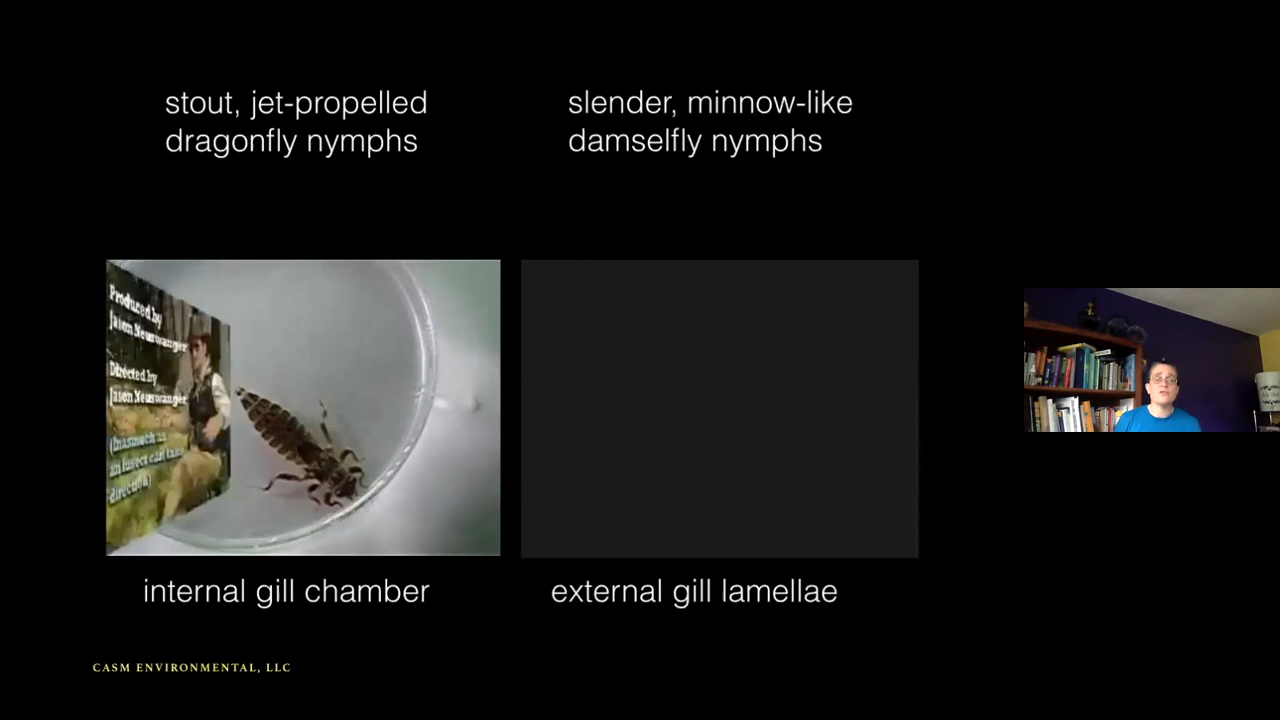 stout, jet-propelled
dragonfly nymphs
slender, minnow-like
damselfly nymphs
Produced by
Jason Neuswanger
Directed by
Jason Neuswanger
(Inasmuch as
an insect can take
direction)
internal gill chamber
external gill lamellae
CASM ENVIRONMENTAL, LLC